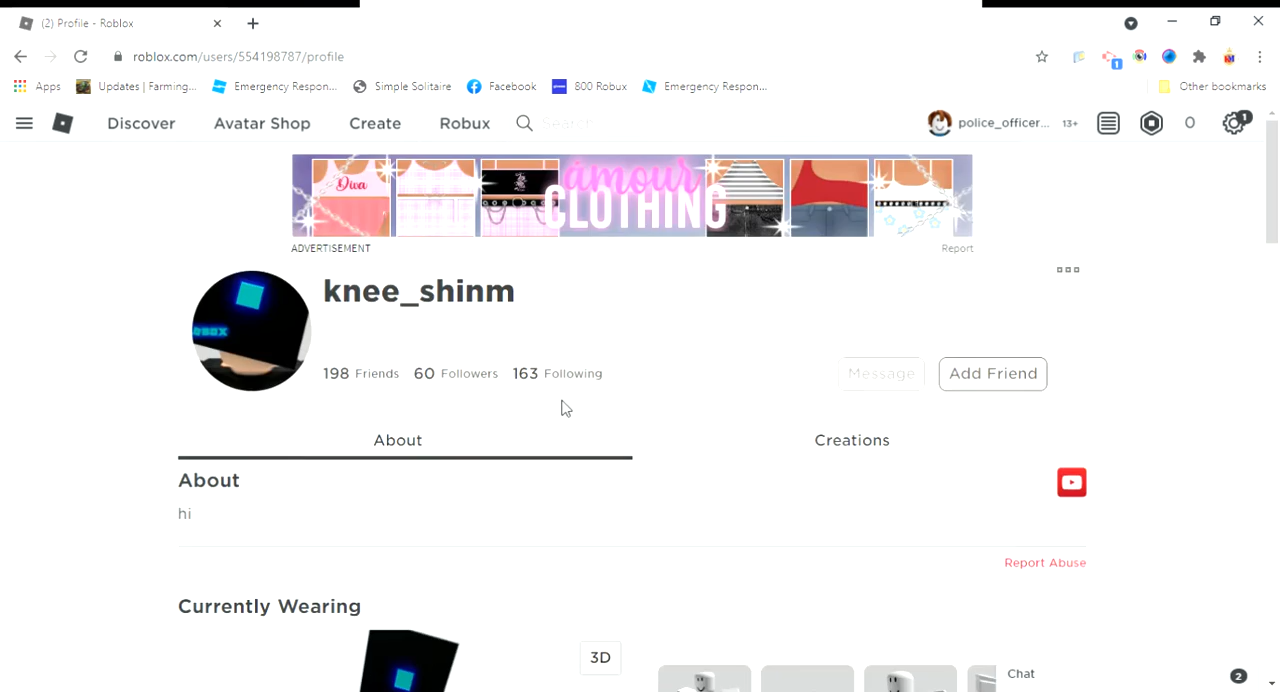 (2) Profile - Roblox
roblox.com/users/554198787/profile
Apps Updates | Farming... Emergency Respon... Simple Solitaire Facebook 800 Robux Emergency Respon... Other bookmarks
Discover Avatar Shop Create Robux Search police_officer... 13+ 0 1
Diva
amour
CLOTHING
ADVERTISEMENT Report
knee_shinm
198 Friends 60 Followers 163 Following Message Add Friend
About Creations
About
hi
Report Abuse
Currently Wearing
3D
Chat 2